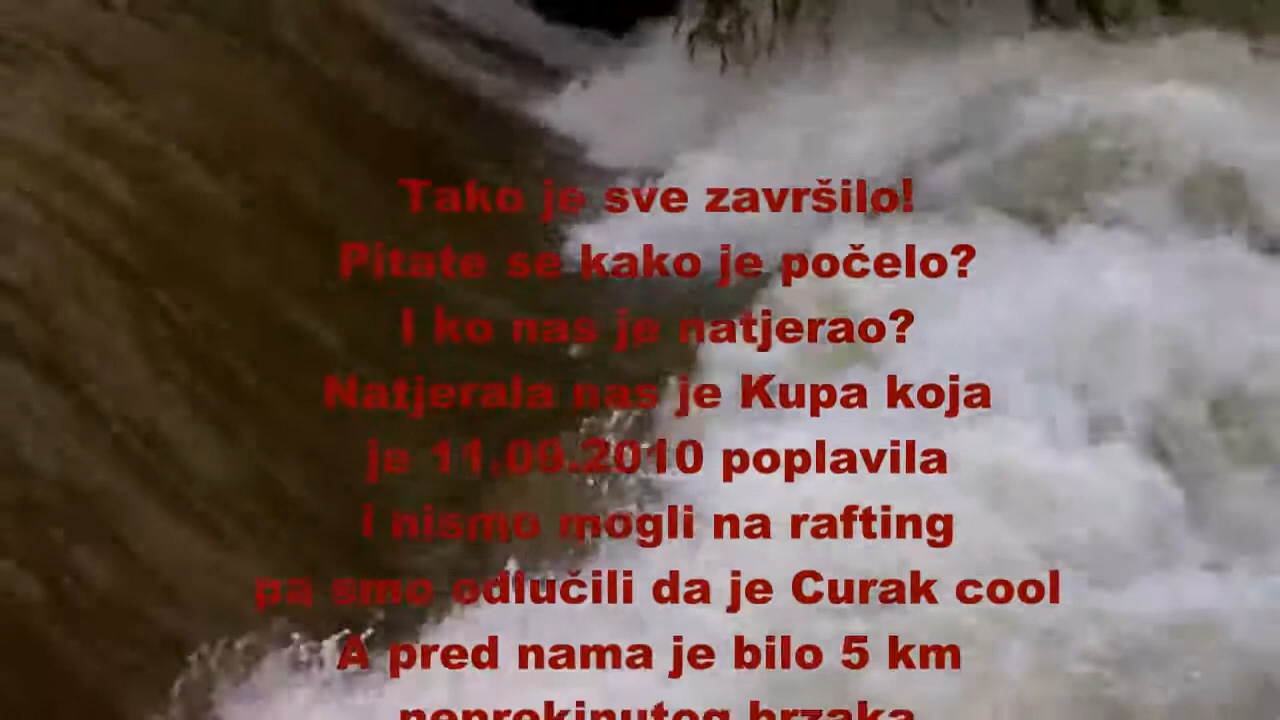 Tako je sve završilo!
Pitate se kako je počelo?
I ko nas je natjerao?
Natjerala nas je Kupa koja
je 11.09.2010 poplavila
i nismo mogli na rafting
pa smo odlučili da je Curak cool
A pred nama je bilo 5 km
neprekinutog brzaka